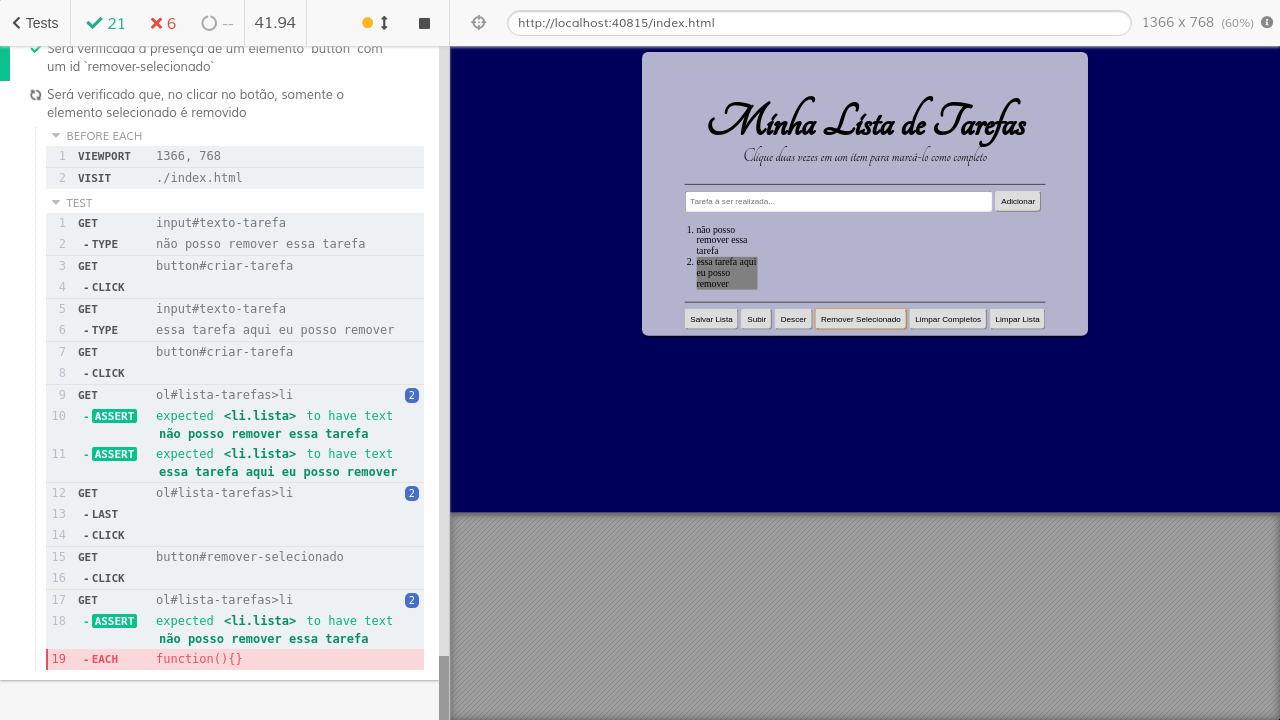 Tests
21
6
--
41.94
http://localhost:40815/index.html
1366 x 768 (60%)
Será verificada a presença de um elemento `button` com
um id `remover-selecionado`
Será verificado que, no clicar no botão, somente o
elemento selecionado é removido
BEFORE EACH
1 VIEWPORT 1366, 768
2 VISIT ./index.html
TEST
1 GET input#texto-tarefa
2 -TYPE não posso remover essa tarefa
3 GET button#criar-tarefa
4 -CLICK
5 GET input#texto-tarefa
6 -TYPE essa tarefa aqui eu posso remover
7 GET button#criar-tarefa
8 -CLICK
9 GET ol#lista-tarefas>li 2
10 -ASSERT expected <li.lista> to have text
não posso remover essa tarefa
11 -ASSERT expected <li.lista> to have text
essa tarefa aqui eu posso remover
12 GET ol#lista-tarefas>li 2
13 -LAST
14 -CLICK
15 GET button#remover-selecionado
16 -CLICK
17 GET ol#lista-tarefas>li 2
18 -ASSERT expected <li.lista> to have text
não posso remover essa tarefa
19 -EACH function(){}
Minha Lista de Tarefas
Clique duas vezes em um item para marcá-lo como completo
Tarefa à ser realizada...
Adicionar
1. não posso
remover essa
tarefa
2. essa tarefa aqui
eu posso
remover
Salvar Lista
Subir
Descer
Remover Selecionado
Limpar Completos
Limpar Lista